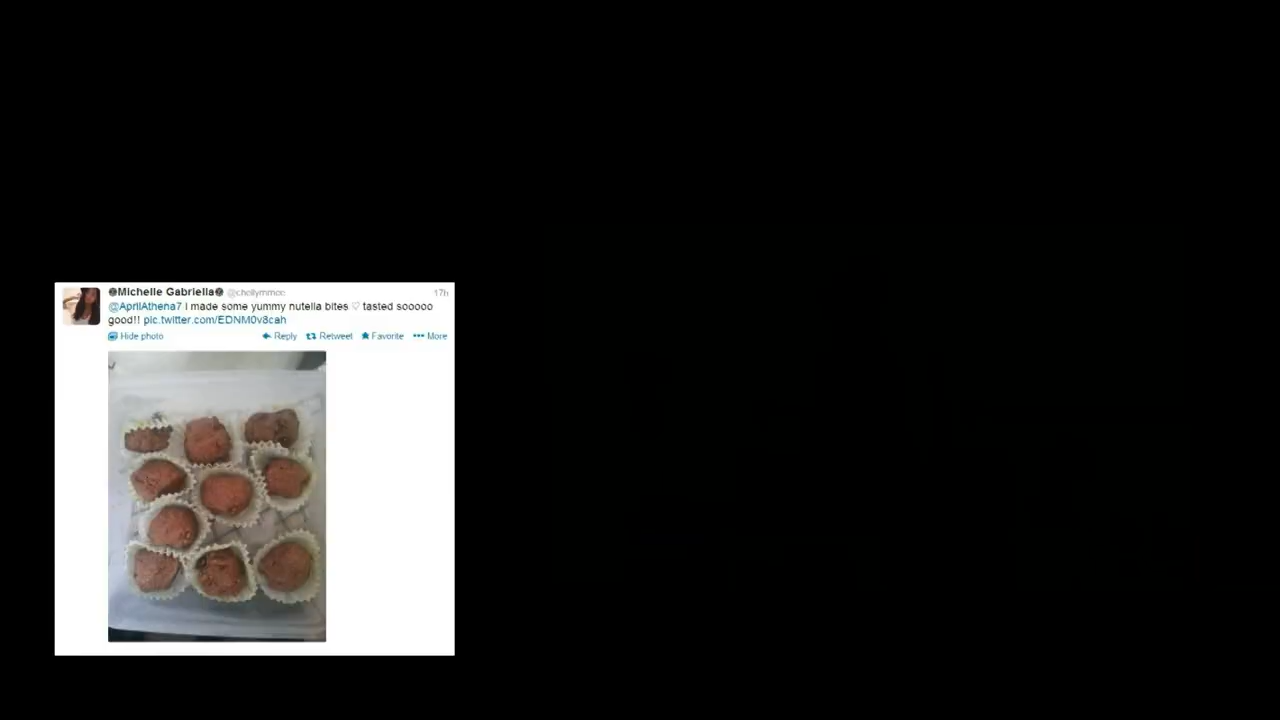 Michelle Gabriella @chellymmee 17h
@AprilAthena7 I made some yummy nutella bites ♡ tasted sooooo
good!! pic.twitter.com/EDNM0v8cah
Hide photo Reply Retweet Favorite More